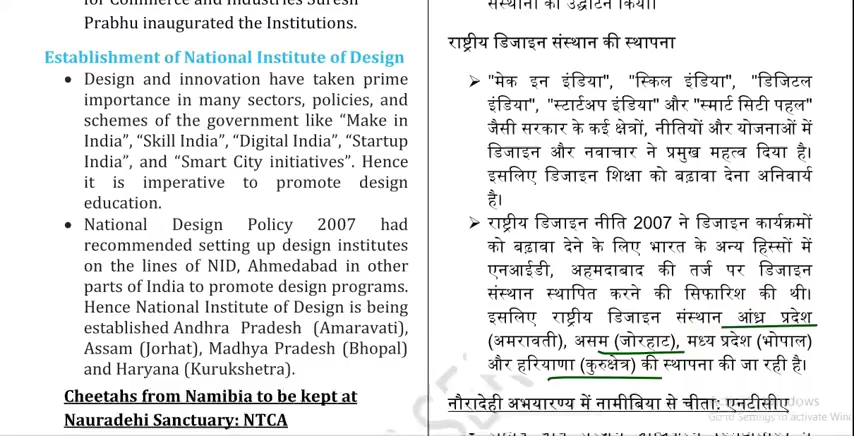 for Commerce and Industries Suresh
Prabhu inaugurated the Institutions.
Establishment of National Institute of Design
• Design and innovation have taken prime
importance in many sectors, policies, and
schemes of the government like “Make in
India”, “Skill India”, “Digital India”, “Startup
India”, and “Smart City initiatives”. Hence
it is imperative to promote design
education.
• National Design Policy 2007 had
recommended setting up design institutes
on the lines of NID, Ahmedabad in other
parts of India to promote design programs.
Hence National Institute of Design is being
established Andhra Pradesh (Amaravati),
Assam (Jorhat), Madhya Pradesh (Bhopal)
and Haryana (Kurukshetra).
Cheetahs from Namibia to be kept at
Nauradehi Sanctuary: NTCA
संस्थानों का उद्घाटन किया।
राष्ट्रीय डिजाइन संस्थान की स्थापना
➢ "मेक इन इंडिया", "स्किल इंडिया", "डिजिटल
इंडिया", "स्टार्टअप इंडिया" और "स्मार्ट सिटी पहल"
जैसी सरकार के कई क्षेत्रों, नीतियों और योजनाओं में
डिजाइन और नवाचार ने प्रमुख महत्व दिया है।
इसलिए डिजाइन शिक्षा को बढ़ावा देना अनिवार्य
है।
➢ राष्ट्रीय डिजाइन नीति 2007 ने डिजाइन कार्यक्रमों
को बढ़ावा देने के लिए भारत के अन्य हिस्सों में
एनआईडी, अहमदाबाद की तर्ज पर डिजाइन
संस्थान स्थापित करने की सिफारिश की थी।
इसलिए राष्ट्रीय डिजाइन संस्थान आंध्र प्रदेश
(अमरावती), असम (जोरहाट), मध्य प्रदेश (भोपाल)
और हरियाणा (कुरुक्षेत्र) की स्थापना की जा रही है।
नौरादेही अभयारण्य में नामीबिया से चीता: एनटीसीए
Go to Settings to activate Win